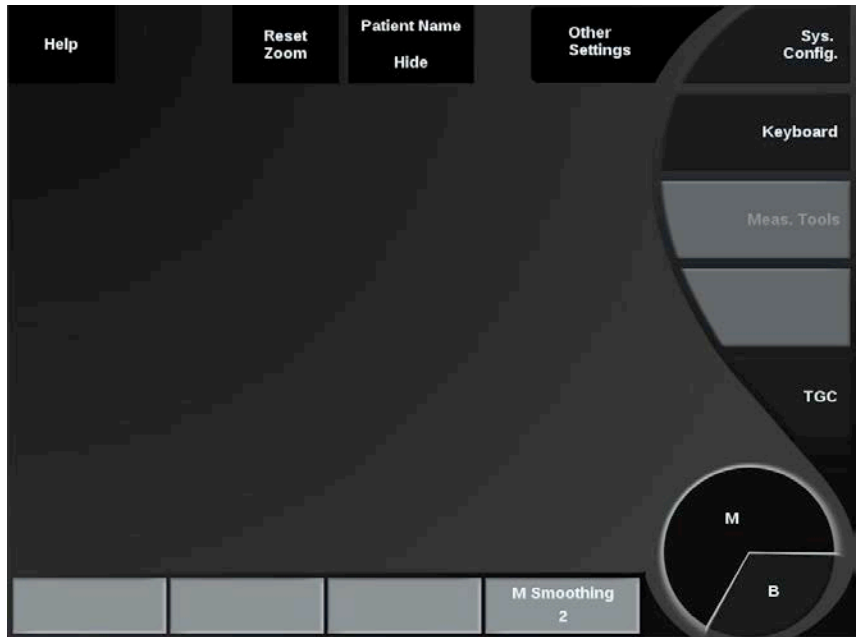 Help
Reset
Zoom
Patient Name
Hide
Other
Settings
Sys.
Config.
Keyboard
Meas. Tools
TGC
M
B
M Smoothing
2